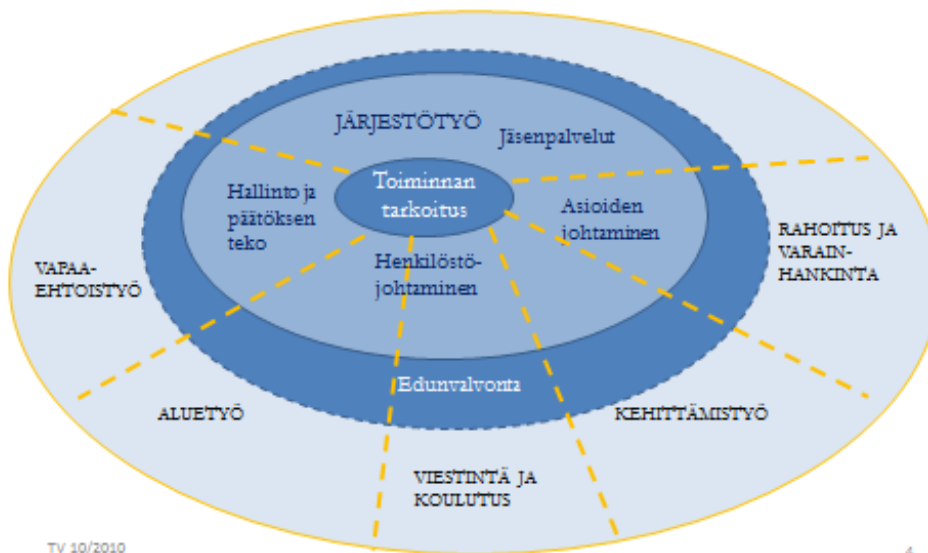 JÄRJESTÖTYÖ
Jäsenpalvelut
Toiminnan
tarkoitus
Hallinto ja
päätöksen
teko
Asioiden
johtaminen
Henkilöstö-
johtaminen
RAHOITUS JA
VARAIN-
HANKINTA
VAPAA-
EHTOISTYÖ
Edunvalvonta
ALUETYÖ
KEHITTÄMISTYÖ
VIESTINTÄ JA
KOULUTUS
TV 10/2010
4